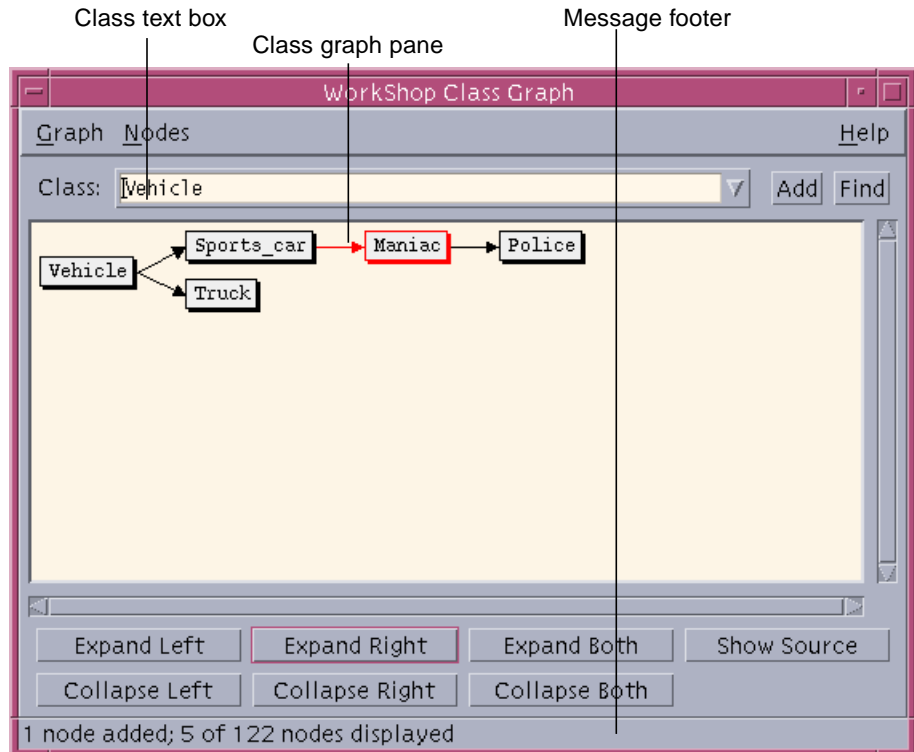 Class text box
Message footer
Class graph pane
WorkShop Class Graph
Graph Nodes Help
Class: Vehicle Add Find
Sports_car Maniac Police
Vehicle
Truck
Expand Left Expand Right Expand Both Show Source
Collapse Left Collapse Right Collapse Both
1 node added; 5 of 122 nodes displayed